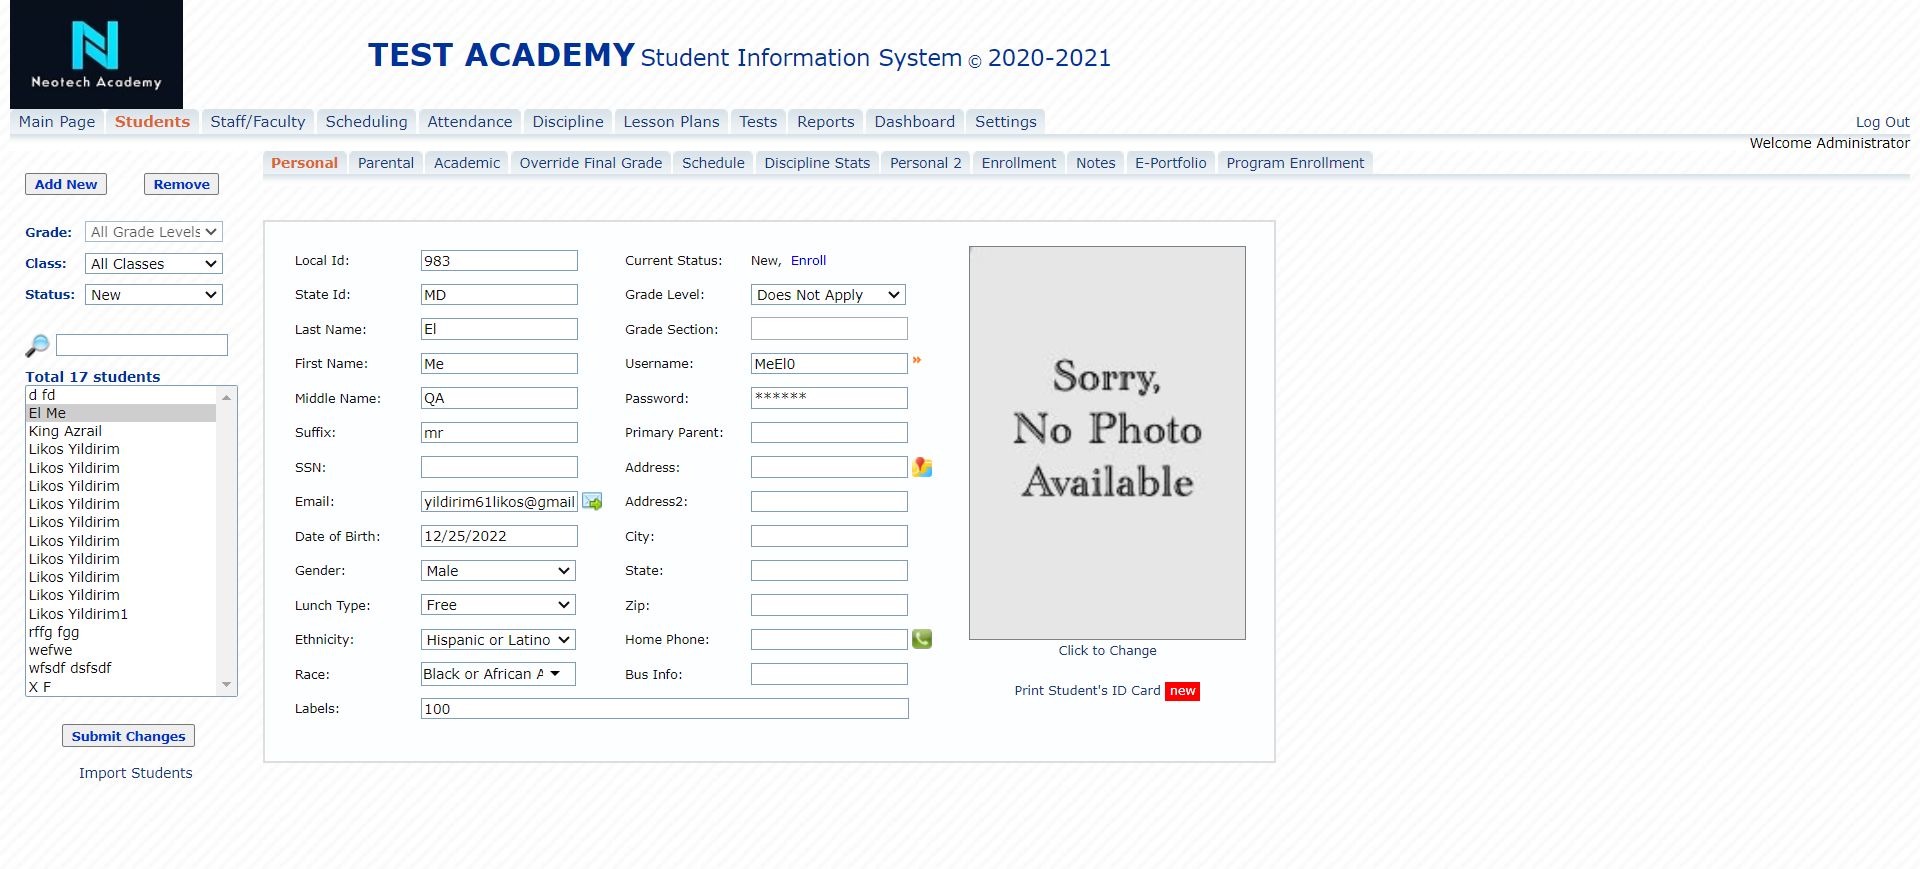 Neotech Academy
TEST ACADEMY Student Information System © 2020-2021
Main Page Students Staff/Faculty Scheduling Attendance Discipline Lesson Plans Tests Reports Dashboard Settings
Log Out
Welcome Administrator
Personal Parental Academic Override Final Grade Schedule Discipline Stats Personal 2 Enrollment Notes E-Portfolio Program Enrollment
Add New Remove
Grade: All Grade Levels
Class: All Classes
Status: New
Total 17 students
d fd
El Me
King Azrail
Likos Yildirim
Likos Yildirim
Likos Yildirim
Likos Yildirim
Likos Yildirim
Likos Yildirim
Likos Yildirim
Likos Yildirim
Likos Yildirim
Likos Yildirim1
rffg fgg
wefwe
wfsdf dsfsdf
X F
Submit Changes
Import Students
Local Id: 983 Current Status: New, Enroll
State Id: MD Grade Level: Does Not Apply
Last Name: El Grade Section:
First Name: Me Username: MeEl0 »
Middle Name: QA Password: ******
Suffix: mr Primary Parent:
SSN: Address:
Email: yildirim61likos@gmail Address2:
Date of Birth: 12/25/2022 City:
Gender: Male State:
Lunch Type: Free Zip:
Ethnicity: Hispanic or Latino Home Phone:
Race: Black or African A Bus Info:
Labels: 100
Sorry,
No Photo
Available
Click to Change
Print Student's ID Card new